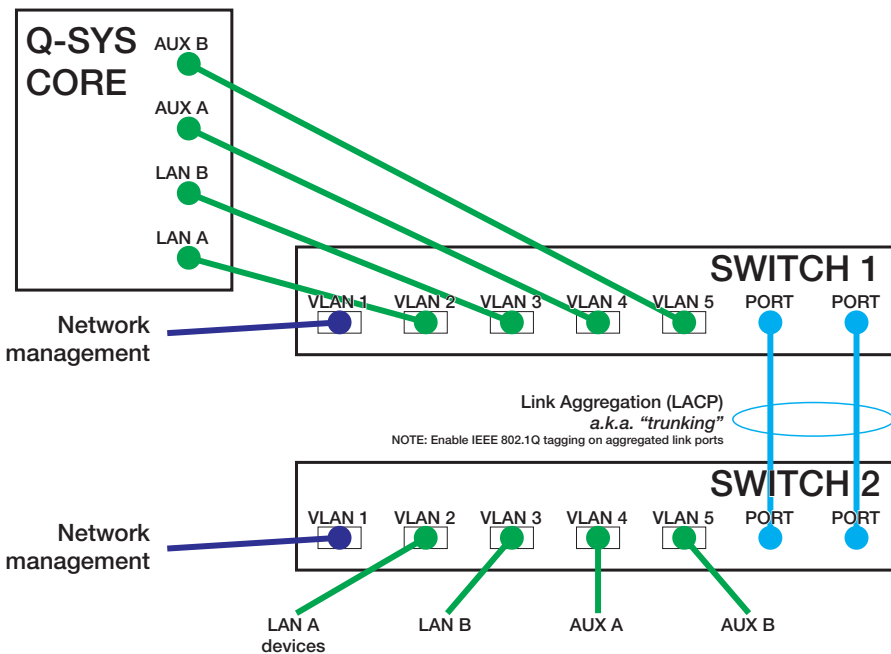 Q-SYS
CORE
AUX B
AUX A
LAN B
LAN A
SWITCH 1
VLAN 1 VLAN 2 VLAN 3 VLAN 4 VLAN 5 PORT PORT
Network
management
Link Aggregation (LACP)
a.k.a. “trunking”
NOTE: Enable IEEE 802.1Q tagging on aggregated link ports
SWITCH 2
VLAN 1 VLAN 2 VLAN 3 VLAN 4 VLAN 5 PORT PORT
Network
management
LAN A
devices
LAN B
AUX A
AUX B